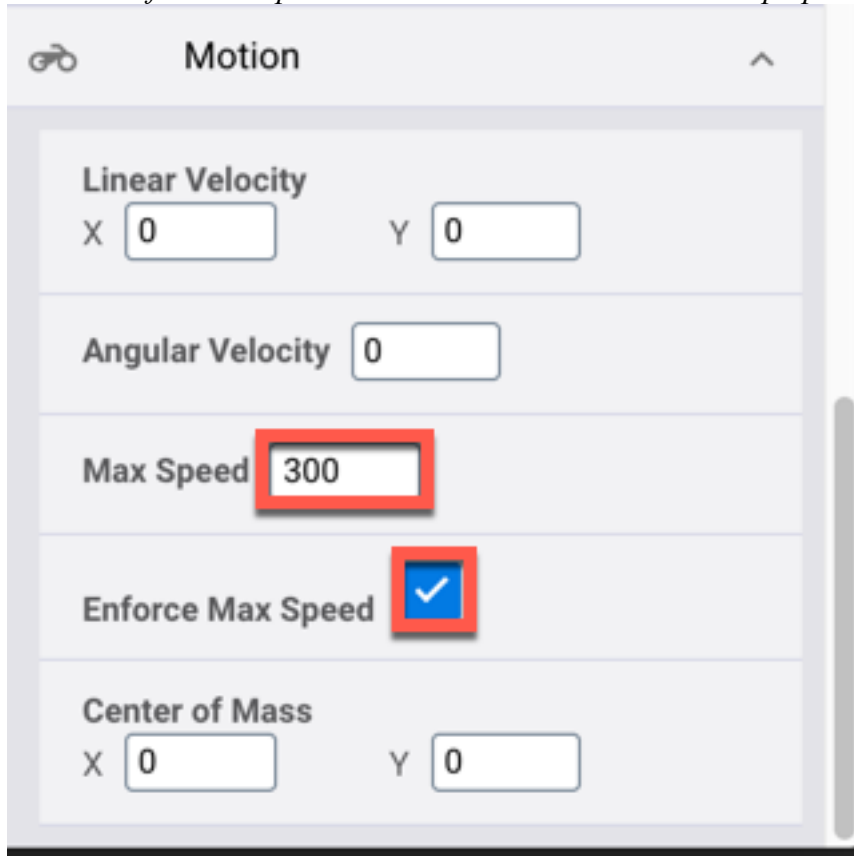 Motion
Linear Velocity
X 0 Y 0
Angular Velocity 0
Max Speed 300
Enforce Max Speed
Center of Mass
X 0 Y 0